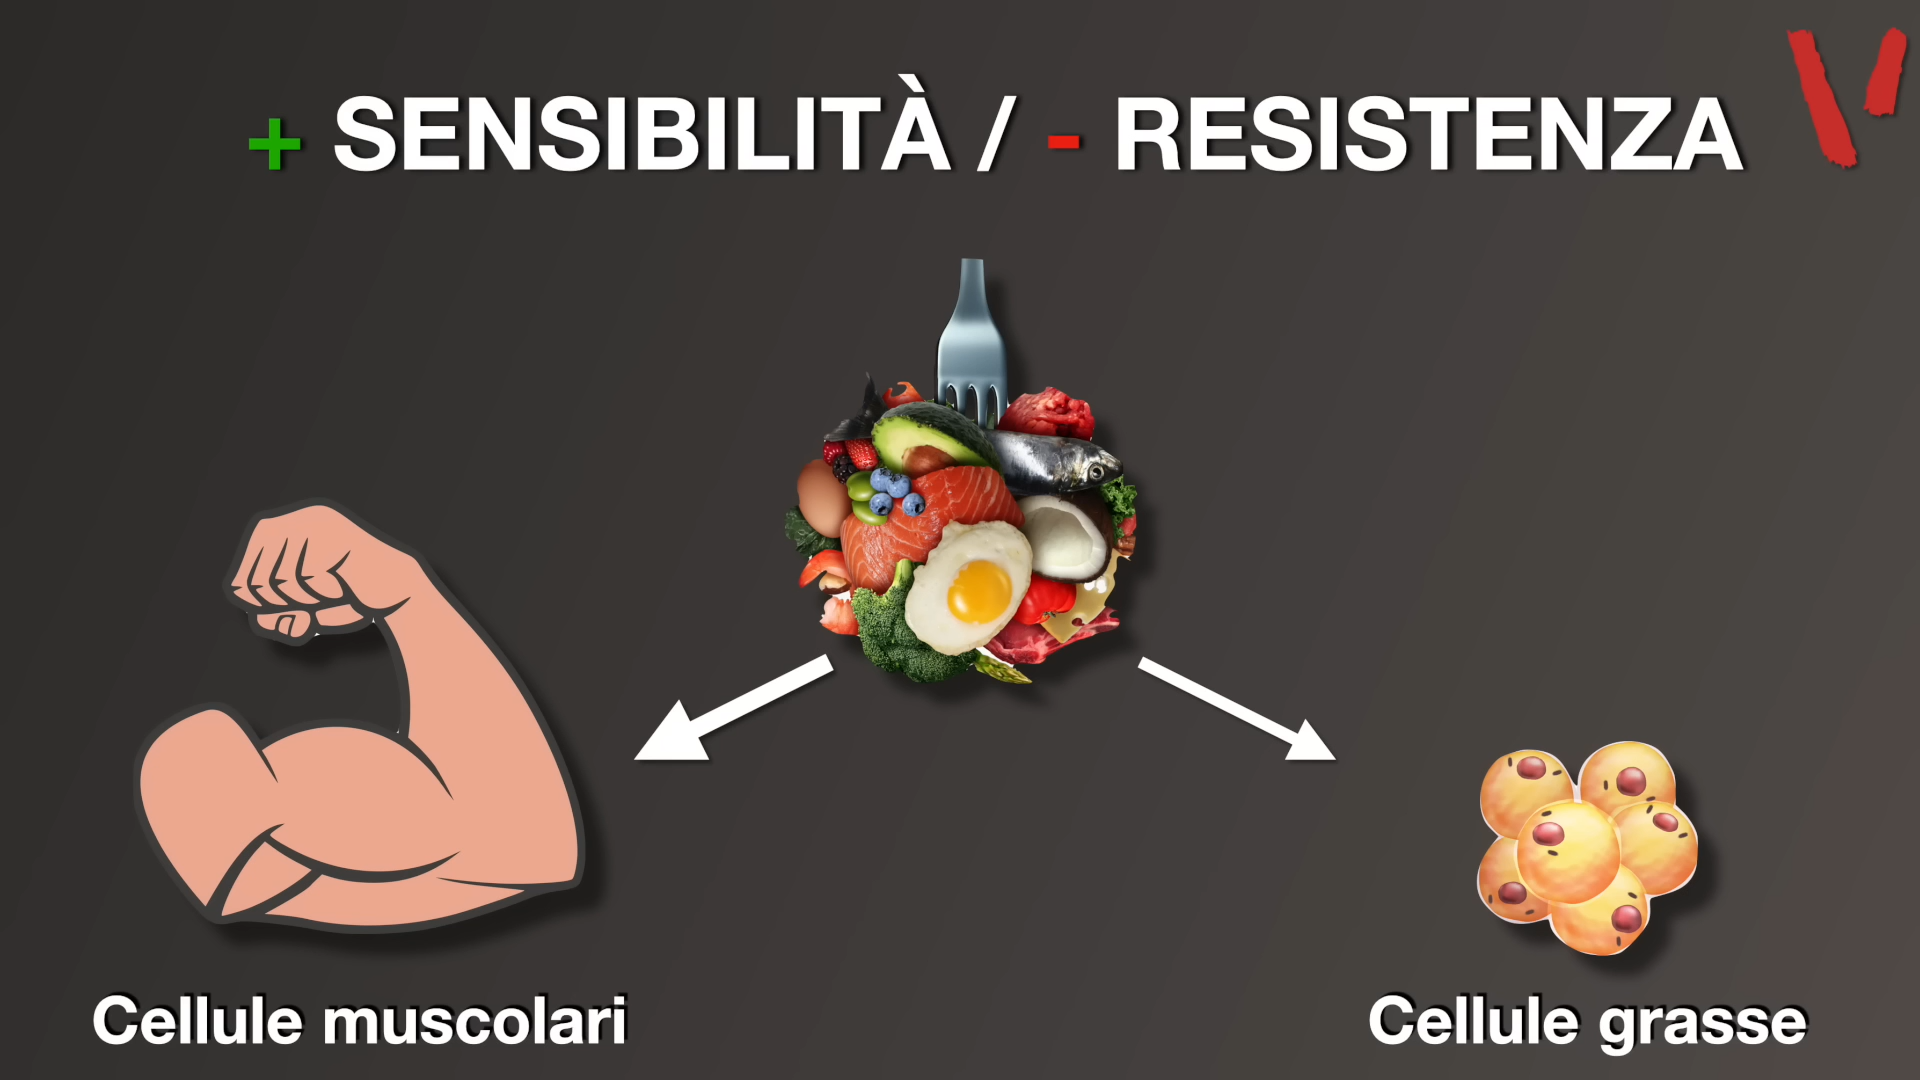 + SENSIBILITÀ / - RESISTENZA
Cellule muscolari
Cellule grasse